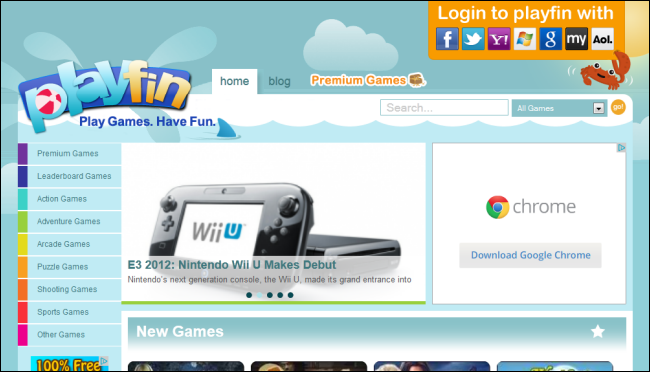 Login to playfin with
Y!
g
my
Aol.
playfin
Play Games. Have Fun.
home
blog
Premium Games
Search...
All Games
go!
Premium Games
Leaderboard Games
Action Games
Adventure Games
Arcade Games
Puzzle Games
Shooting Games
Sports Games
Other Games
WiiU
E3 2012: Nintendo Wii U Makes Debut
Nintendo's next generation console, the Wii U, made its grand entrance into
chrome
Download Google Chrome
New Games
100% Free